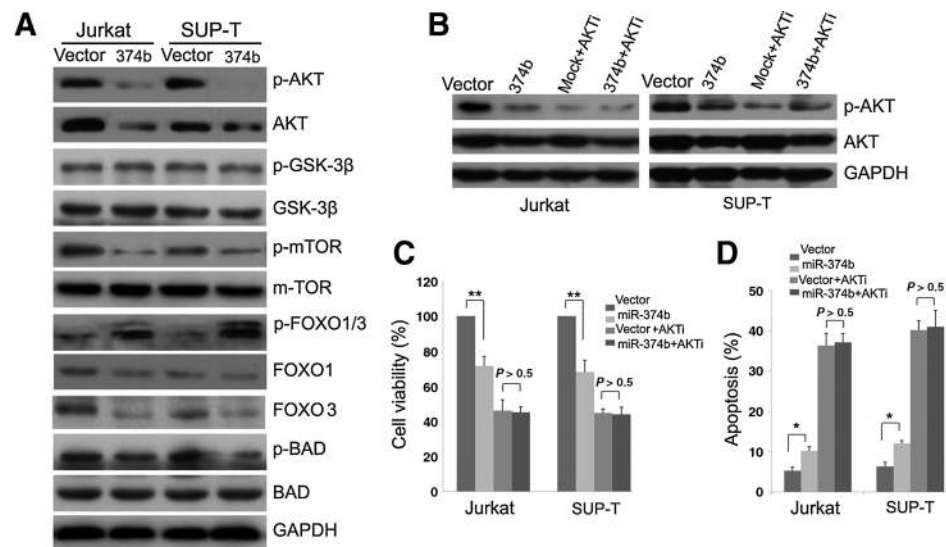 A
Jurkat SUP-T
Vector 374b Vector 374b
p-AKT
AKT
p-GSK-3β
GSK-3β
p-mTOR
m-TOR
p-FOXO1/3
FOXO1
FOXO 3
p-BAD
BAD
GAPDH
B
Vector 374b Mock+AKTi 374b+AKTi Vector 374b Mock+AKTi 374b+AKTi
p-AKT
AKT
GAPDH
Jurkat SUP-T
C
Cell viability (%)
120
100
80
60
40
20
0
** **
Vector
miR-374b
Vector+AKTi
miR-374b+AKTi
P > 0.5 P > 0.5
Jurkat SUP-T
D
Vector
miR-374b
Vector+AKTi
miR-374b+AKTi
Apoptosis (%)
50
40
30
20
10
0
P > 0.5 P > 0.5
* *
Jurkat SUP-T